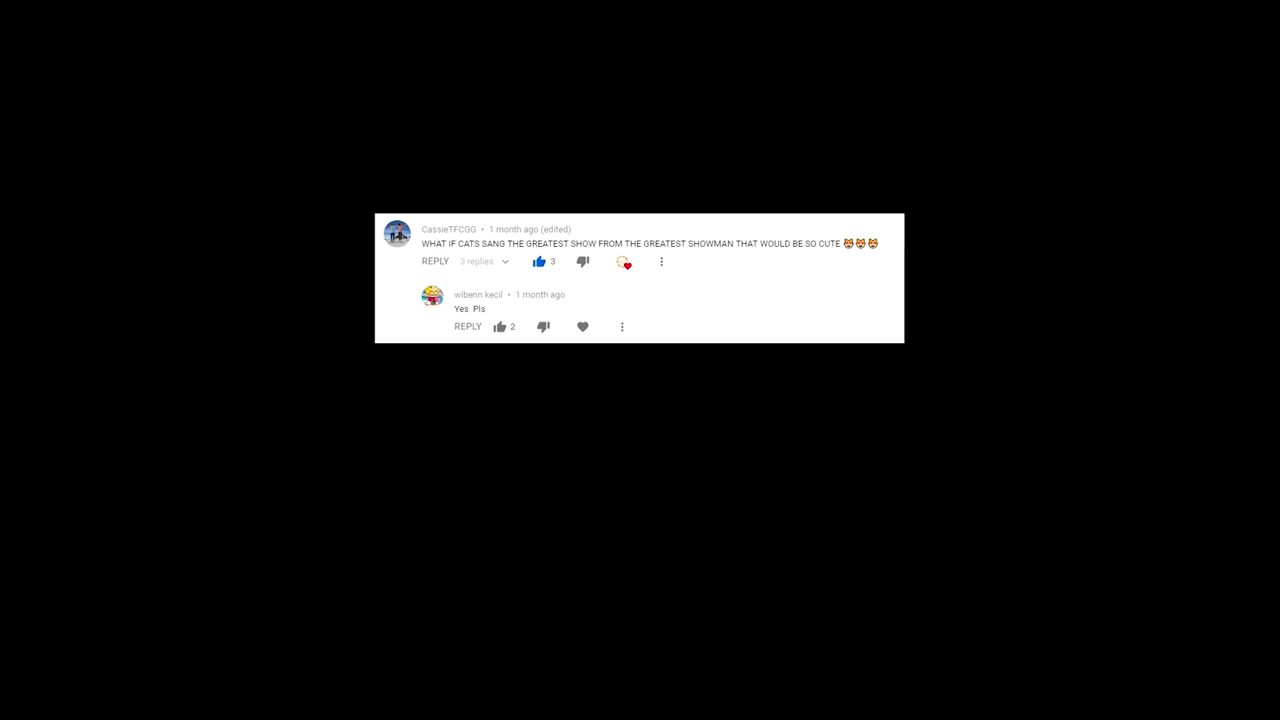 CassieTFCGG • 1 month ago (edited)
WHAT IF CATS SANG THE GREATEST SHOW FROM THE GREATEST SHOWMAN THAT WOULD BE SO CUTE 😻😻😻
REPLY 3 replies 3
wibenn kecil • 1 month ago
Yes Pls
REPLY 2